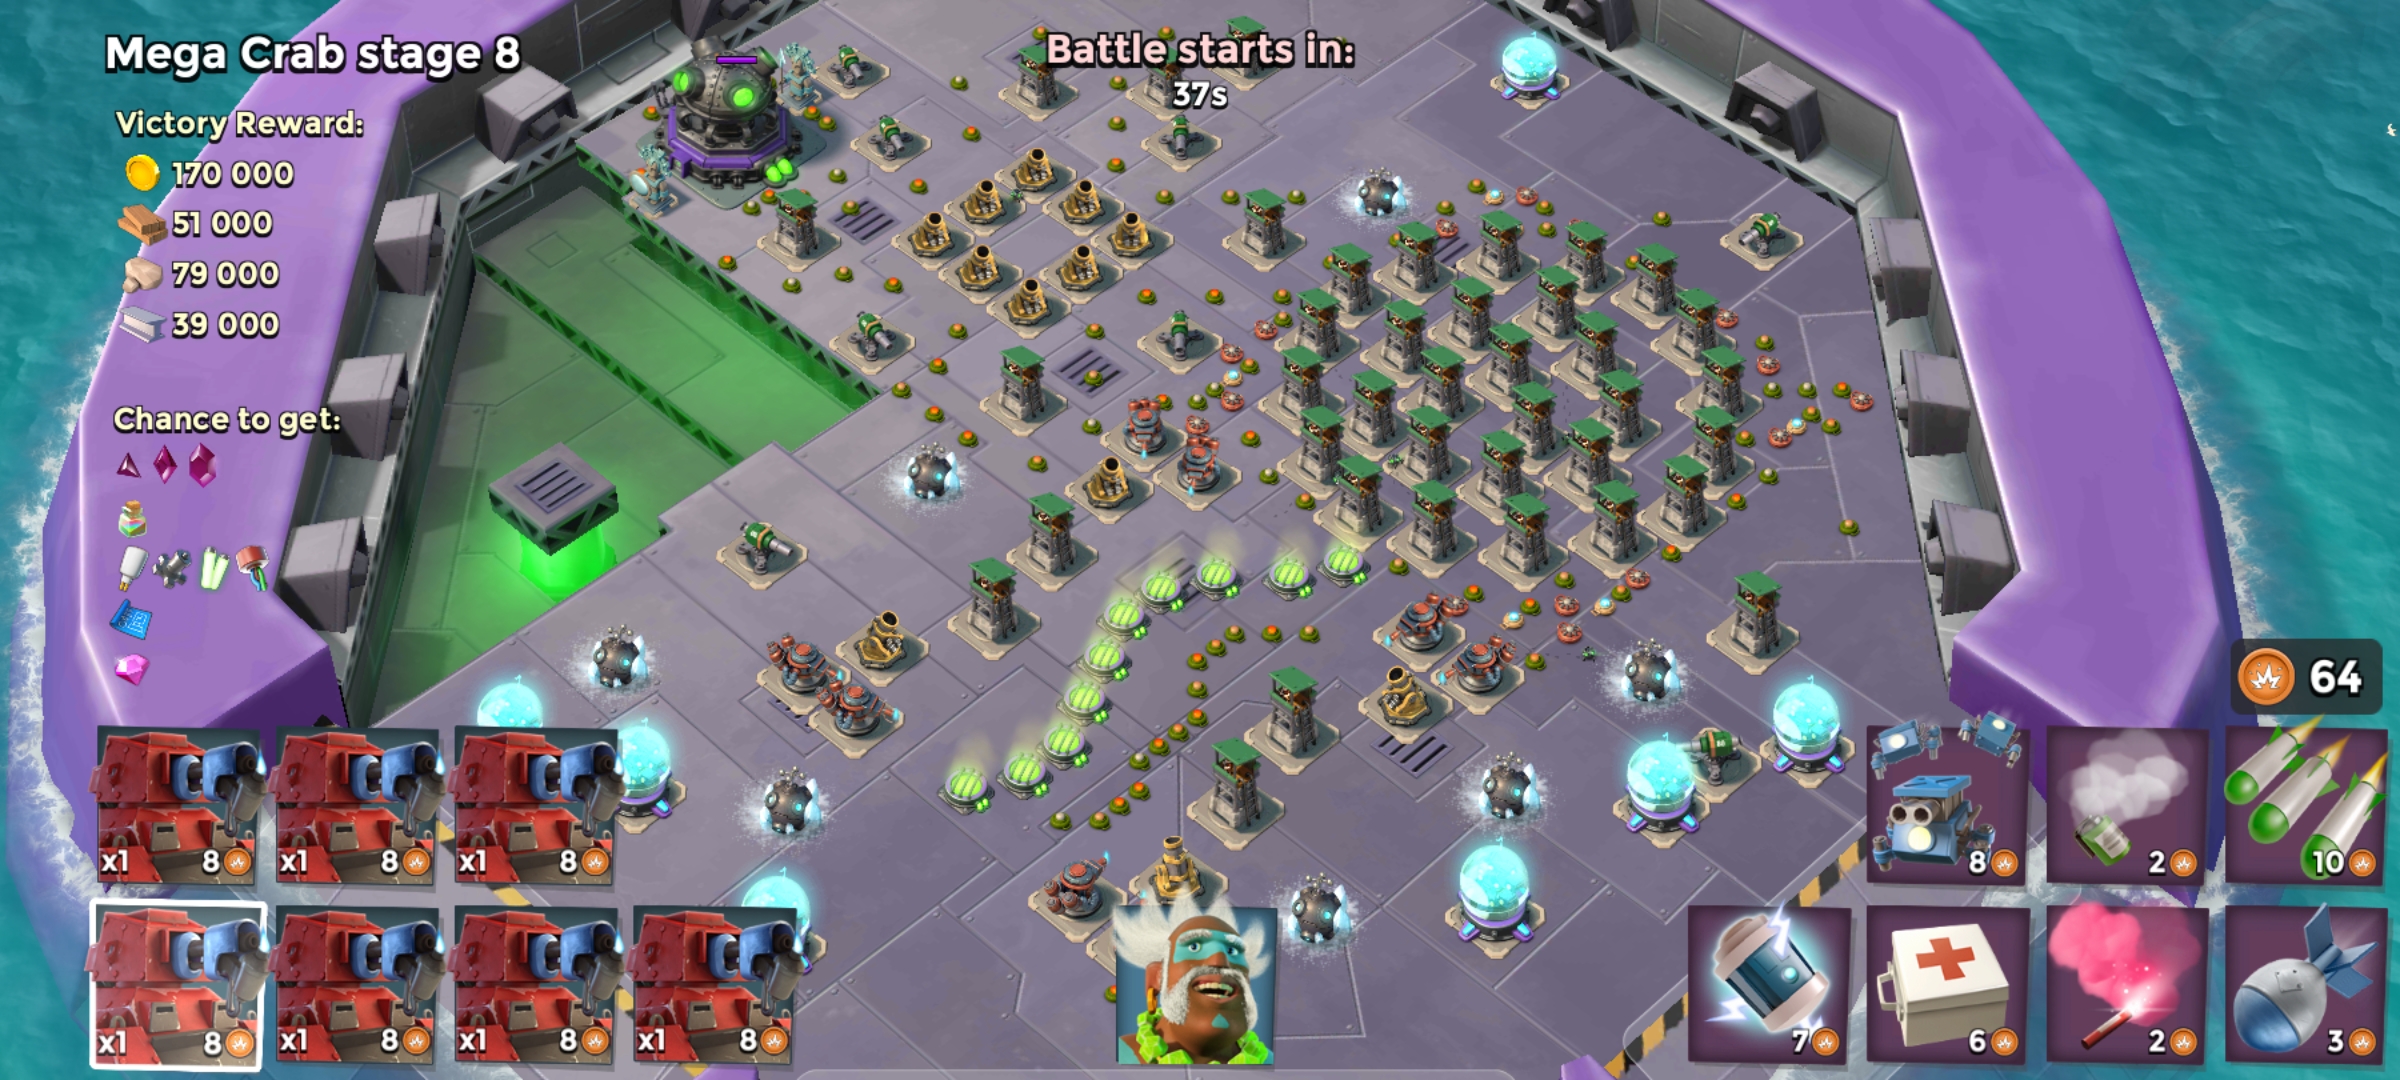 Mega Crab stage 8
Battle starts in:
37s
Victory Reward:
170 000
51 000
79 000
39 000
Chance to get:
64
x1 8
x1 8
x1 8
8
2
10
x1 8
x1 8
x1 8
x1 8
7
6
2
3